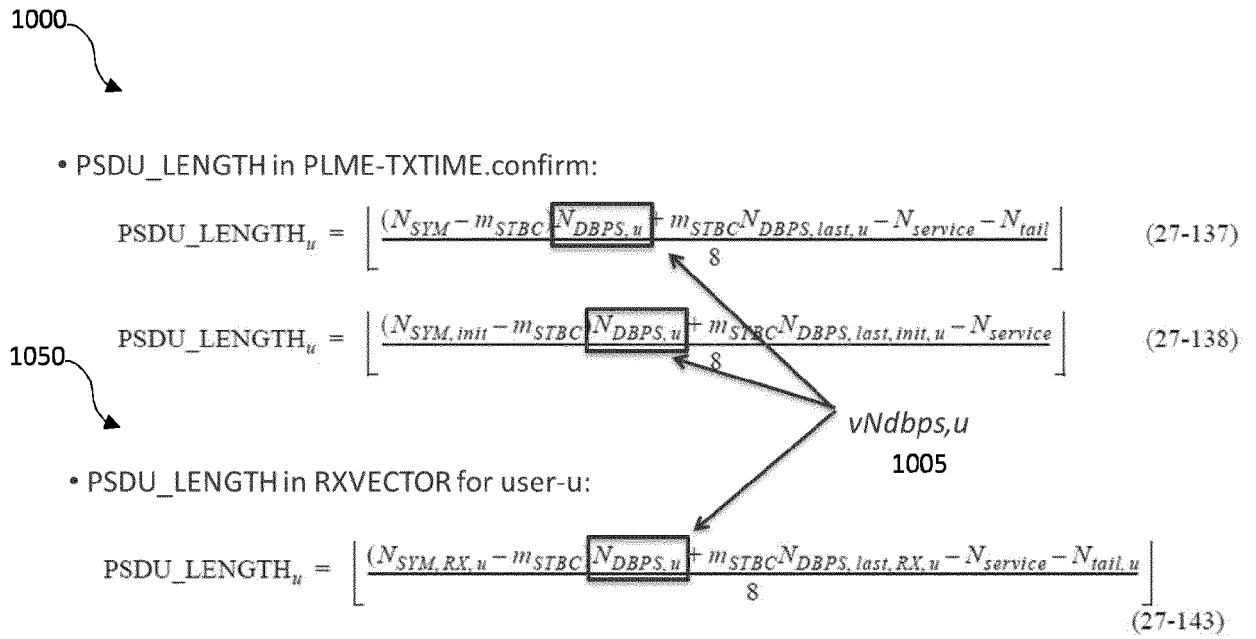 1000
• PSDU_LENGTH in PLME-TXTIME.confirm:
PSDU_LENGTH_u = ⌊ (N_SYM − m_STBC) N_DBPS, u + m_STBC N_DBPS, last, u − N_service − N_tail / 8 ⌋ (27-137)
PSDU_LENGTH_u = ⌊ (N_SYM, init − m_STBC) N_DBPS, u + m_STBC N_DBPS, last, init, u − N_service / 8 ⌋ (27-138)
1050
vNdbps,u
1005
• PSDU_LENGTH in RXVECTOR for user-u:
PSDU_LENGTH_u = ⌊ (N_SYM, RX, u − m_STBC) N_DBPS, u + m_STBC N_DBPS, last, RX, u − N_service − N_tail, u / 8 ⌋
(27-143)